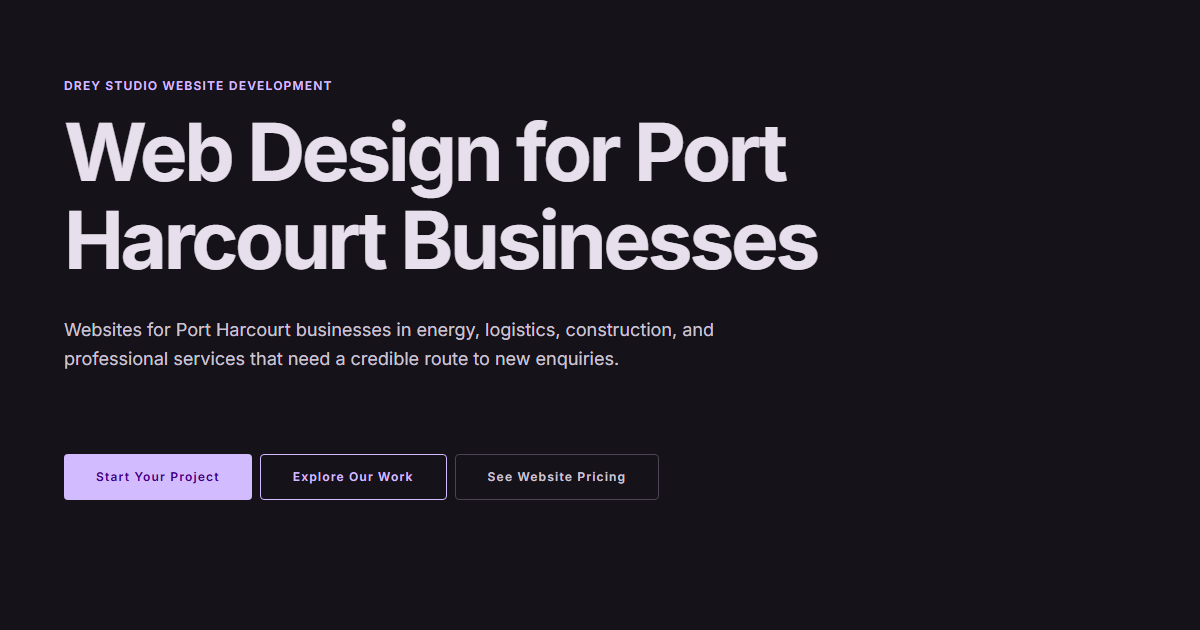 DREY STUDIO WEBSITE DEVELOPMENT
Web Design for Port
Harcourt Businesses
Websites for Port Harcourt businesses in energy, logistics, construction, and
professional services that need a credible route to new enquiries.
Start Your Project
Explore Our Work
See Website Pricing